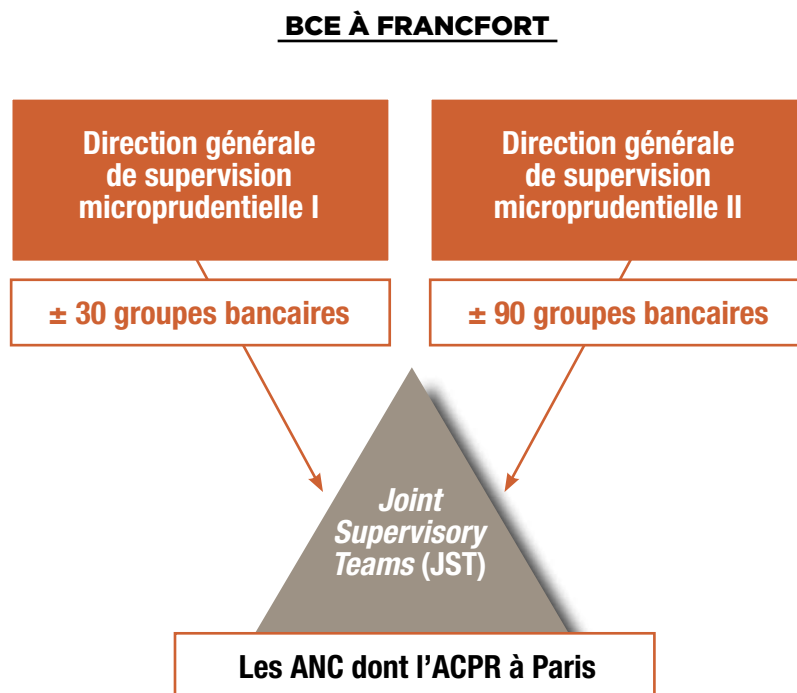 BCE À FRANCFORT
Direction générale
de supervision
microprudentielle I
Direction générale
de supervision
microprudentielle II
± 30 groupes bancaires
± 90 groupes bancaires
Joint
Supervisory
Teams (JST)
Les ANC dont l’ACPR à Paris